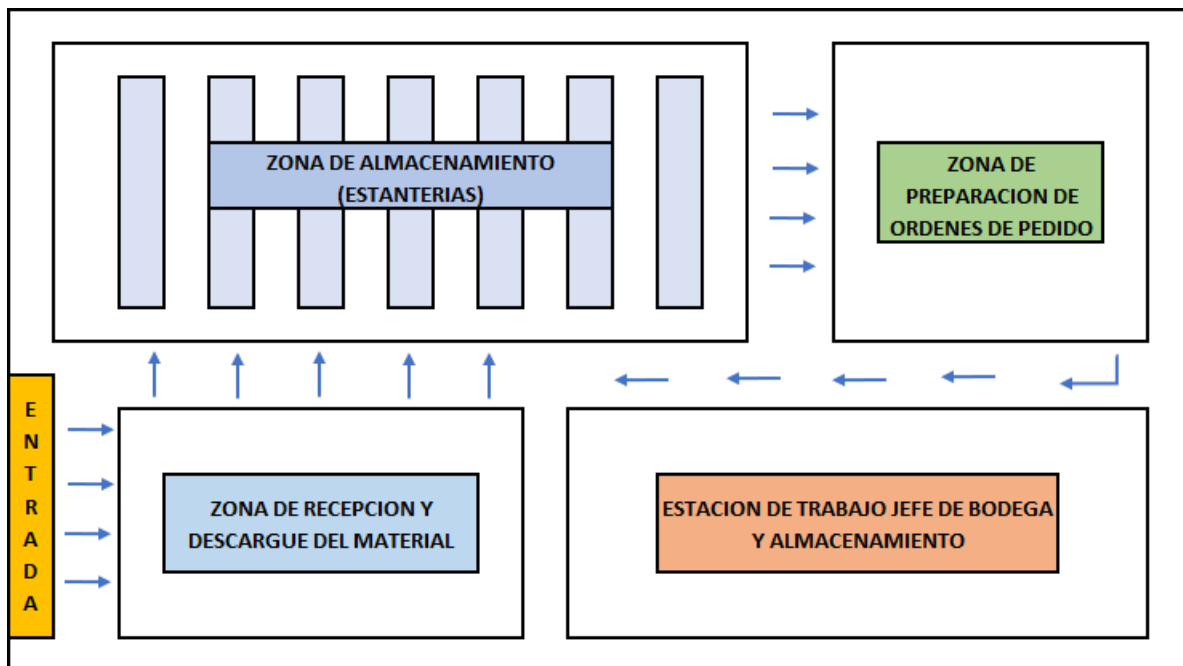 ZONA DE ALMACENAMIENTO
(ESTANTERIAS)
ZONA DE
PREPARACION DE
ORDENES DE PEDIDO
ENTRADA
ZONA DE RECEPCION Y
DESCARGUE DEL MATERIAL
ESTACION DE TRABAJO JEFE DE BODEGA
Y ALMACENAMIENTO